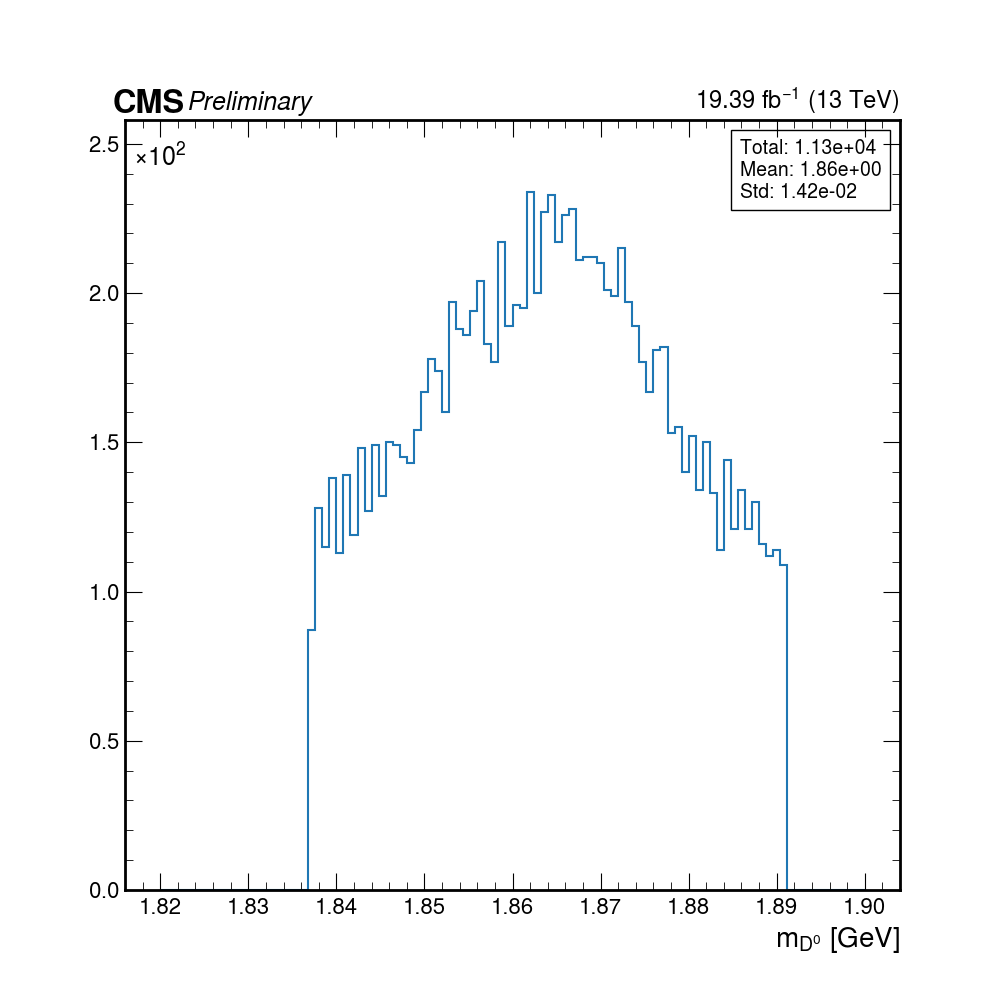 CMS Preliminary 19.39 fb⁻¹ (13 TeV)
×10²
Total: 1.13e+04
Mean: 1.86e+00
Std: 1.42e-02
2.5
2.0
1.5
1.0
0.5
0.0
1.82 1.83 1.84 1.85 1.86 1.87 1.88 1.89 1.90
m_D⁰ [GeV]